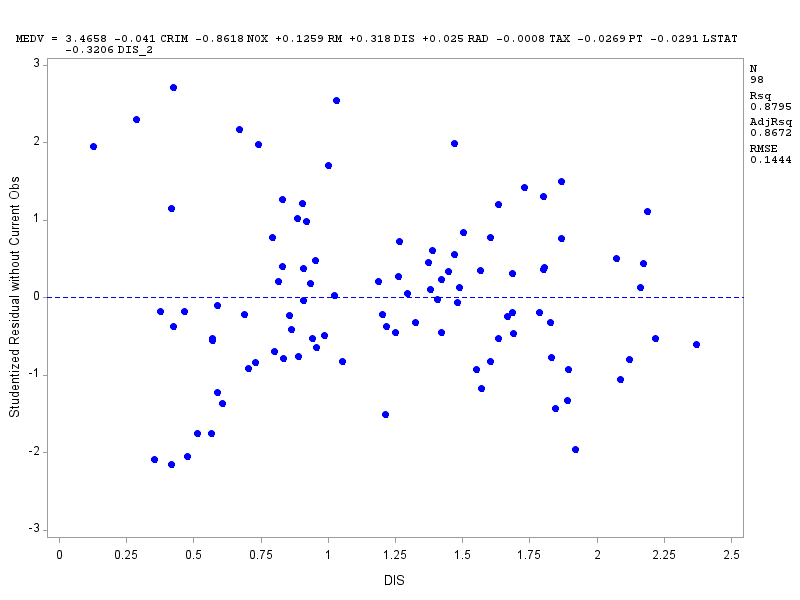 MEDV = 3.4658 -0.041 CRIM -0.8618 NOX +0.1259 RM +0.318 DIS +0.025 RAD -0.0008 TAX -0.0269 PT -0.0291 LSTAT
-0.3206 DIS_2
N
98
Rsq
0.8795
AdjRsq
0.8672
RMSE
0.1444
Studentized Residual without Current Obs
3
2
1
0
-1
-2
-3
0 0.25 0.5 0.75 1 1.25 1.5 1.75 2 2.25 2.5
DIS